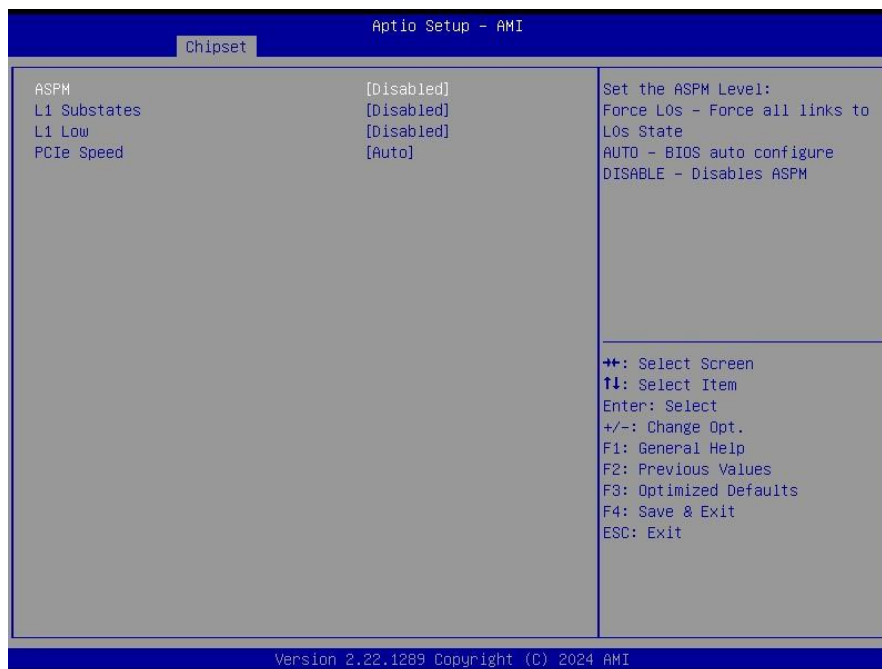 Aptio Setup - AMI
Chipset
ASPM [Disabled]
L1 Substates [Disabled]
L1 Low [Disabled]
PCIe Speed [Auto]
Set the ASPM Level:
Force L0s - Force all links to
L0s State
AUTO - BIOS auto configure
DISABLE - Disables ASPM
→←: Select Screen
↑↓: Select Item
Enter: Select
+/-: Change Opt.
F1: General Help
F2: Previous Values
F3: Optimized Defaults
F4: Save & Exit
ESC: Exit
Version 2.22.1289 Copyright (C) 2024 AMI